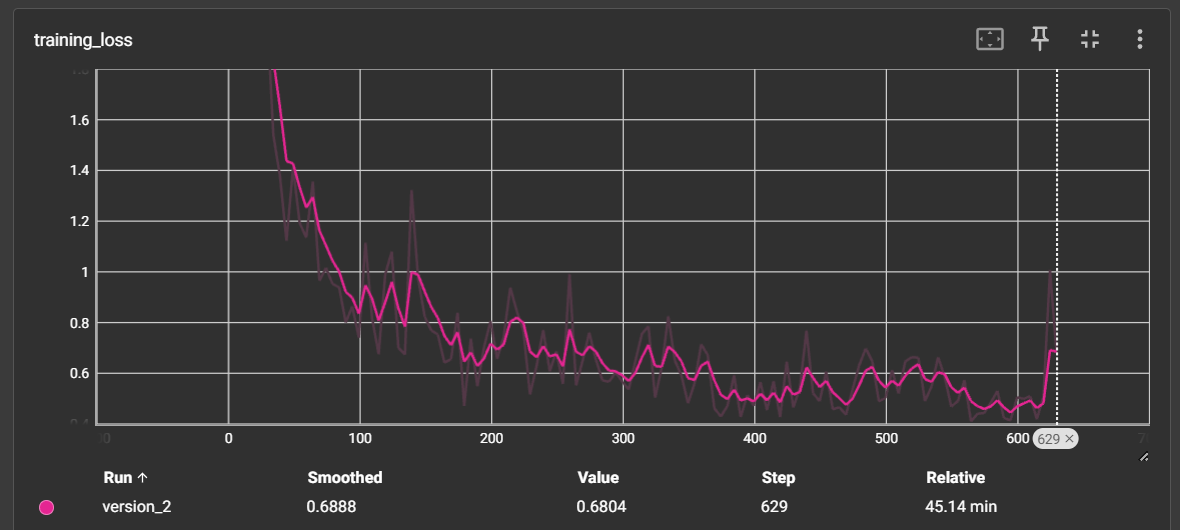 training_loss
1.6
1.4
1.2
1
0.8
0.6
0 100 200 300 400 500 600 629 ×
Run ↑ Smoothed Value Step Relative
version_2 0.6888 0.6804 629 45.14 min